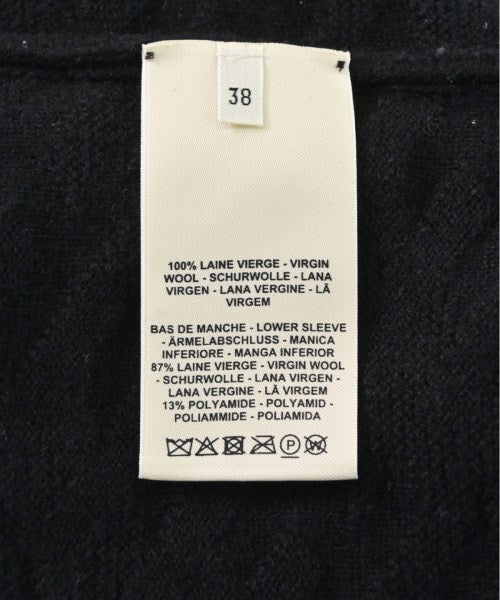 38
100% LAINE VIERGE - VIRGIN
WOOL - SCHURWOLLE - LANA
VIRGEN - LANA VERGINE - LÃ
VIRGEM
BAS DE MANCHE - LOWER SLEEVE
- ÄRMELABSCHLUSS - MANICA
INFERIORE - MANGA INFERIOR
87% LAINE VIERGE - VIRGIN WOOL
- SCHURWOLLE - LANA VIRGEN -
LANA VERGINE - LÃ VIRGEM
13% POLYAMIDE - POLYAMID -
POLIAMMIDE - POLIAMIDA
P W